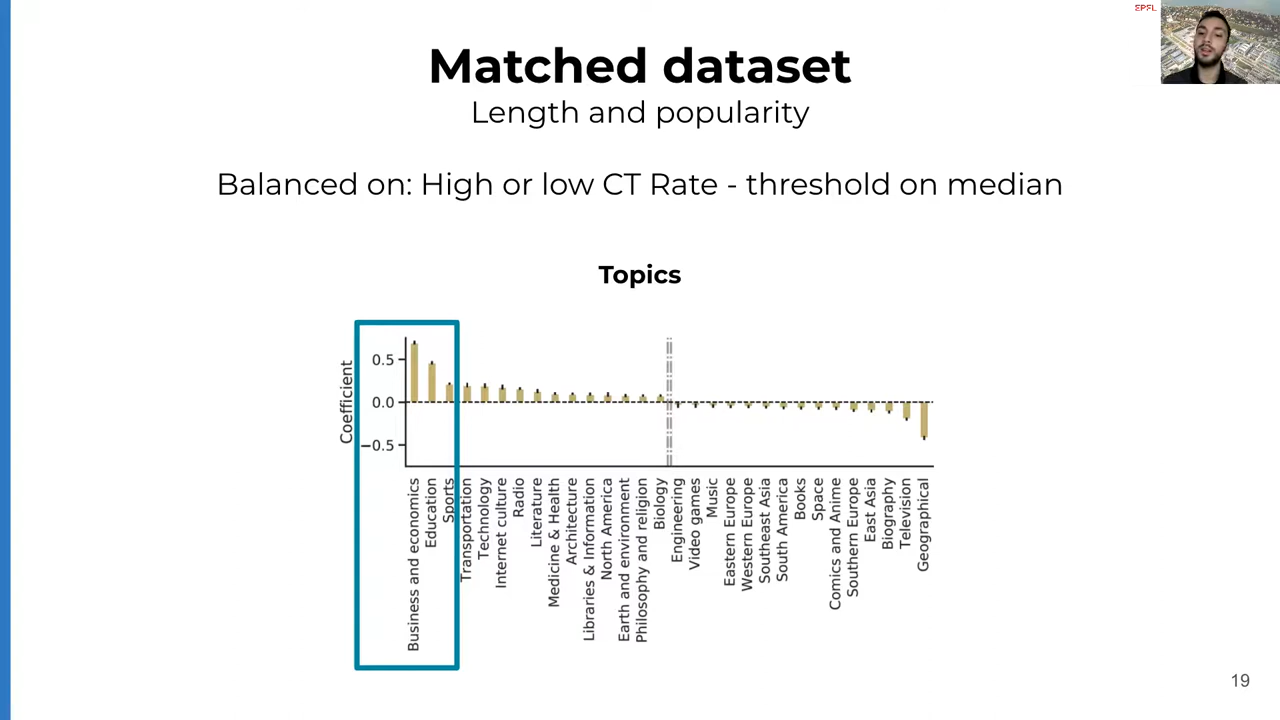 EPFL
Matched dataset
Length and popularity
Balanced on: High or low CT Rate - threshold on median
Topics
Coefficient
0.5
0.0
−0.5
Business and economics
Education
Sports
Transportation
Technology
Internet culture
Radio
Literature
Medicine & Health
Architecture
Libraries & Information
North America
Earth and environment
Philosophy and religion
Biology
Engineering
Video games
Music
Eastern Europe
Western Europe
Southeast Asia
South America
Books
Space
Comics and Anime
Southern Europe
East Asia
Biography
Television
Geographical
19